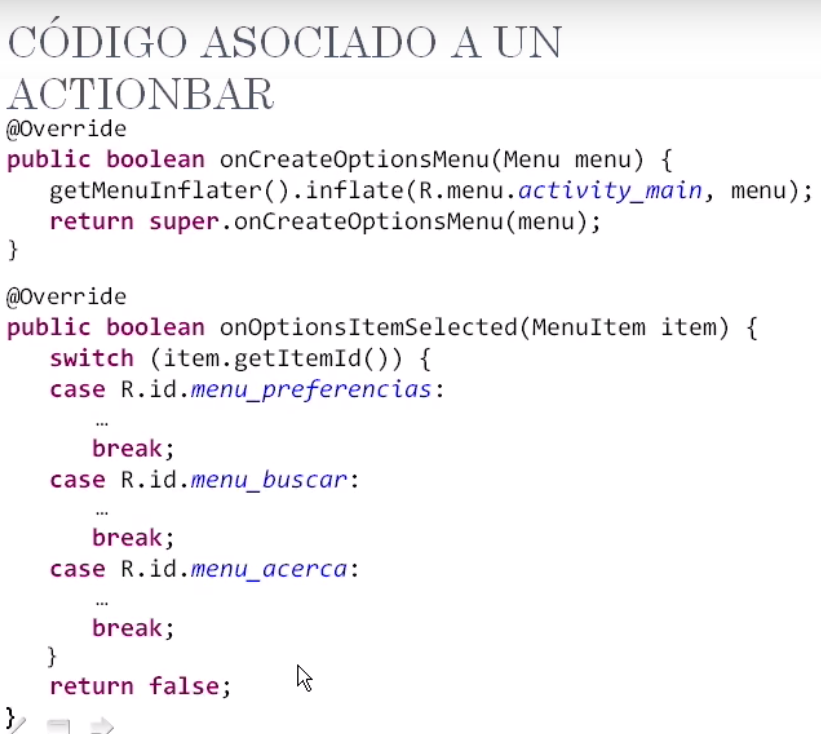 CÓDIGO ASOCIADO A UN
ACTIONBAR
@Override
public boolean onCreateOptionsMenu(Menu menu) {
   getMenuInflater().inflate(R.menu.activity_main, menu);
   return super.onCreateOptionsMenu(menu);
}
@Override
public boolean onOptionsItemSelected(MenuItem item) {
   switch (item.getItemId()) {
   case R.id.menu_preferencias:
      …
      break;
   case R.id.menu_buscar:
      …
      break;
   case R.id.menu_acerca:
      …
      break;
   }
   return false;
}